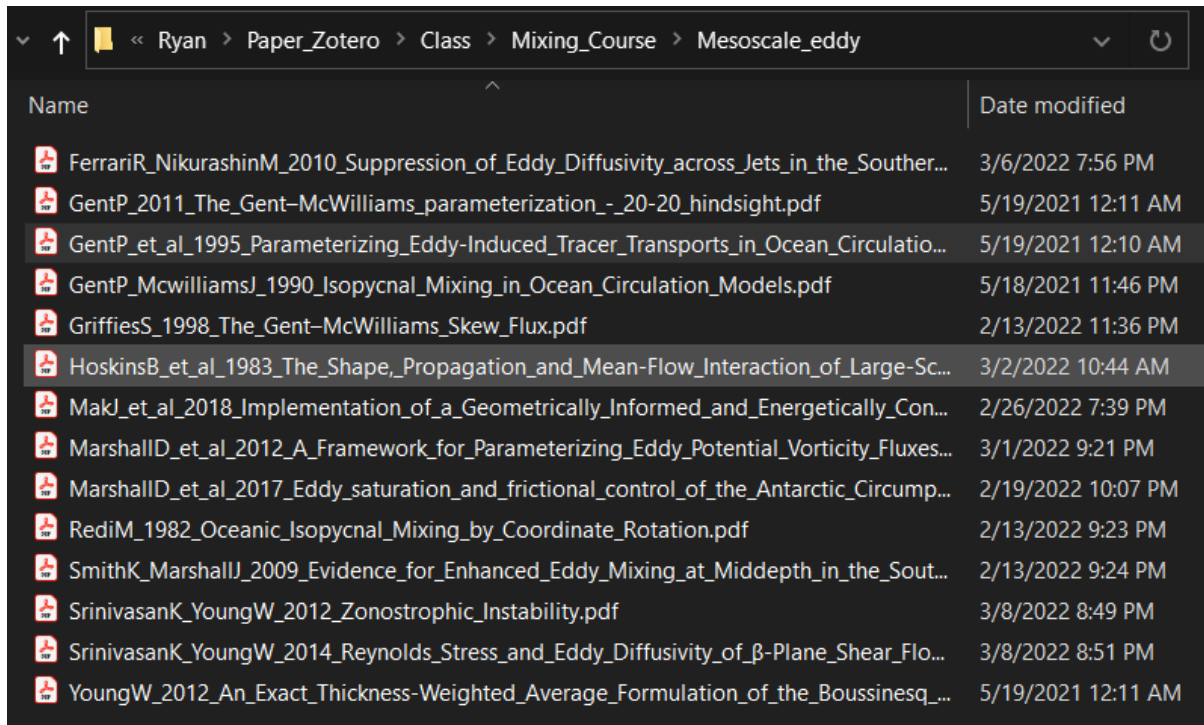 « Ryan > Paper_Zotero > Class > Mixing_Course > Mesoscale_eddy
Name Date modified
FerrariR_NikurashinM_2010_Suppression_of_Eddy_Diffusivity_across_Jets_in_the_Souther... 3/6/2022 7:56 PM
GentP_2011_The_Gent–McWilliams_parameterization_-_20-20_hindsight.pdf 5/19/2021 12:11 AM
GentP_et_al_1995_Parameterizing_Eddy-Induced_Tracer_Transports_in_Ocean_Circulatio... 5/19/2021 12:10 AM
GentP_McwilliamsJ_1990_Isopycnal_Mixing_in_Ocean_Circulation_Models.pdf 5/18/2021 11:46 PM
GriffiesS_1998_The_Gent–McWilliams_Skew_Flux.pdf 2/13/2022 11:36 PM
HoskinsB_et_al_1983_The_Shape,_Propagation_and_Mean-Flow_Interaction_of_Large-Sc... 3/2/2022 10:44 AM
MakJ_et_al_2018_Implementation_of_a_Geometrically_Informed_and_Energetically_Con... 2/26/2022 7:39 PM
MarshallD_et_al_2012_A_Framework_for_Parameterizing_Eddy_Potential_Vorticity_Fluxes... 3/1/2022 9:21 PM
MarshallD_et_al_2017_Eddy_saturation_and_frictional_control_of_the_Antarctic_Circump... 2/19/2022 10:07 PM
RediM_1982_Oceanic_Isopycnal_Mixing_by_Coordinate_Rotation.pdf 2/13/2022 9:23 PM
SmithK_MarshallJ_2009_Evidence_for_Enhanced_Eddy_Mixing_at_Middepth_in_the_Sout... 2/13/2022 9:24 PM
SrinivasanK_YoungW_2012_Zonostrophic_Instability.pdf 3/8/2022 8:49 PM
SrinivasanK_YoungW_2014_Reynolds_Stress_and_Eddy_Diffusivity_of_β-Plane_Shear_Flo... 3/8/2022 8:51 PM
YoungW_2012_An_Exact_Thickness-Weighted_Average_Formulation_of_the_Boussinesq_... 5/19/2021 12:11 AM